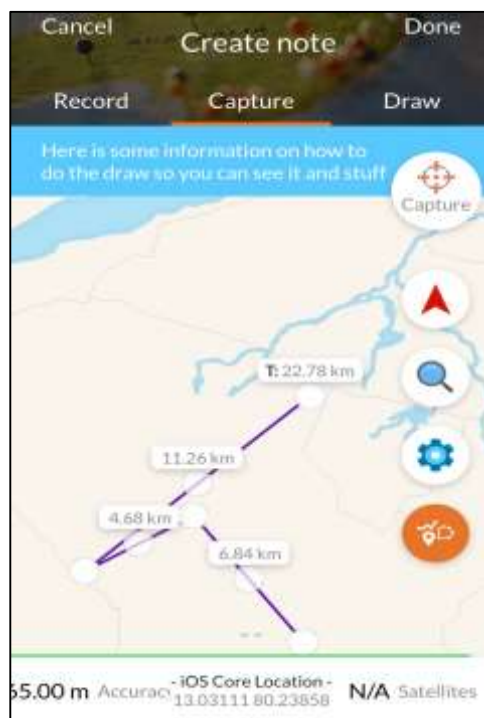 Cancel
Create note
Done
Record
Capture
Draw
Here is some information on how to
do the draw so you can see it and stuff
Capture
T: 22.78 km
11.26 km
4.68 km
6.84 km
65.00 m Accuracy
- iOS Core Location -
13.03111 80.23858
N/A Satellites